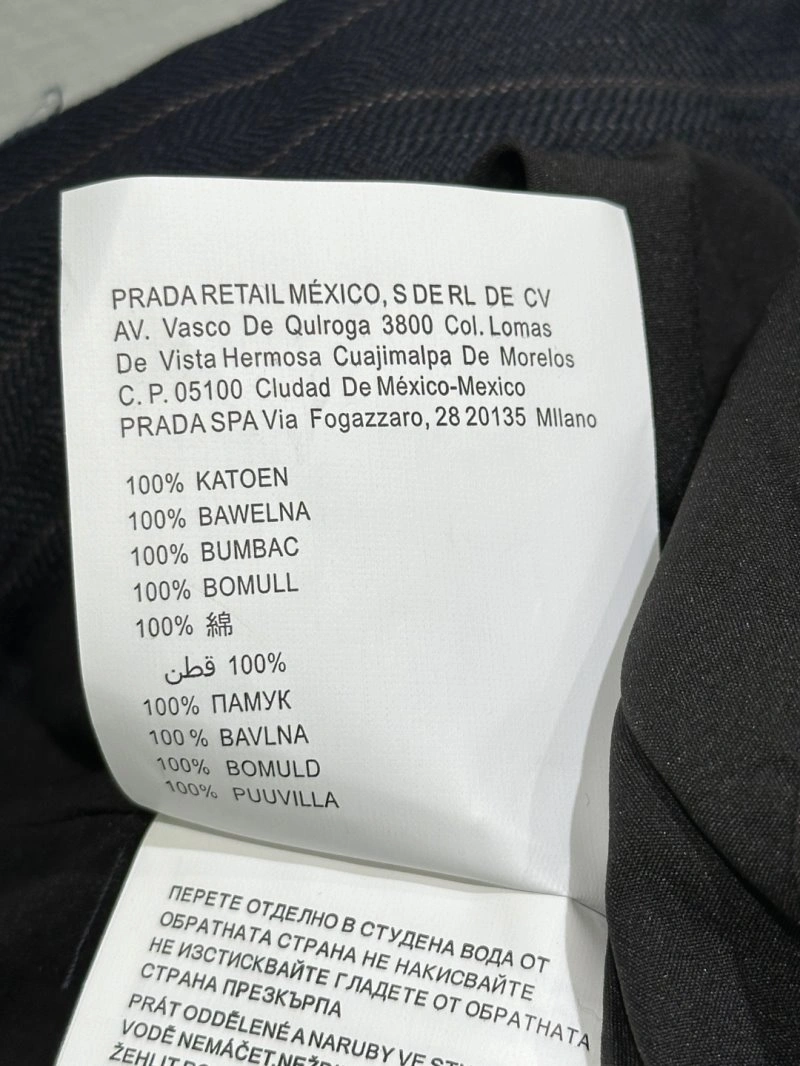 PRADA RETAIL MÉXICO, S DE RL DE CV
AV. Vasco De Qulroga 3800 Col. Lomas
De Vista Hermosa Cuajimalpa De Morelos
C. P. 05100 Cludad De México-Mexico
PRADA SPA Via Fogazzaro, 28 20135 Mllano
100% KATOEN
100% BAWELNA
100% BUMBAC
100% BOMULL
100% 綿
100% قطن
100% ПАМУК
100% BAVLNA
100% BOMULD
100% PUUVILLA
ПЕРЕТЕ ОТДЕЛНО В СТУДЕНА ВОДА ОТ
ОБРАТНАТА СТРАНА НЕ НАКИСВАЙТЕ
НЕ ИЗСТИСКВАЙТЕ ГЛАДЕТЕ ОТ ОБРАТНАТА
СТРАНА ПРЕЗКЪРПА
PRÁT ODDĚLENÉ A NARUBY VE
VODĚ NEMÁČET.
ŽEHLIT